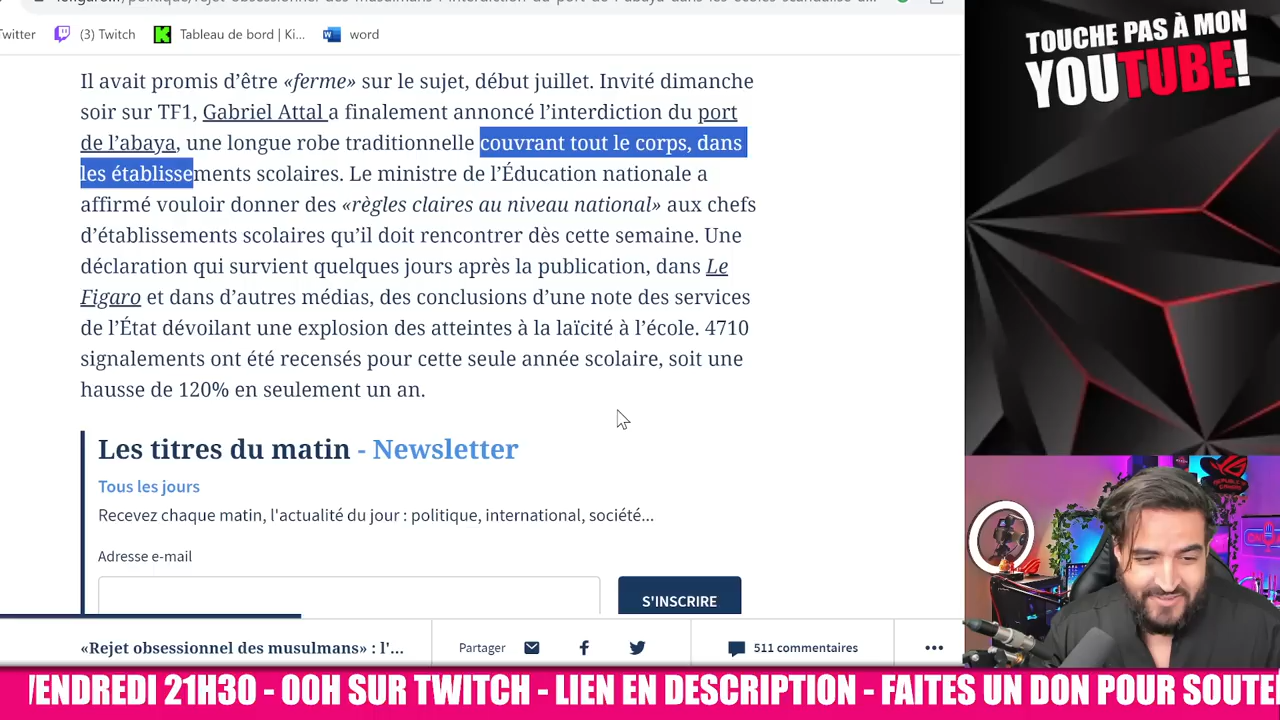 Twitter (3) Twitch Tableau de bord | Ki... word
Il avait promis d’être «ferme» sur le sujet, début juillet. Invité dimanche
soir sur TF1, Gabriel Attal a finalement annoncé l’interdiction du port
de l’abaya, une longue robe traditionnelle couvrant tout le corps, dans
les établissements scolaires. Le ministre de l’Éducation nationale a
affirmé vouloir donner des «règles claires au niveau national» aux chefs
d’établissements scolaires qu’il doit rencontrer dès cette semaine. Une
déclaration qui survient quelques jours après la publication, dans Le
Figaro et dans d’autres médias, des conclusions d’une note des services
de l’État dévoilant une explosion des atteintes à la laïcité à l’école. 4710
signalements ont été recensés pour cette seule année scolaire, soit une
hausse de 120% en seulement un an.
Les titres du matin - Newsletter
Tous les jours
Recevez chaque matin, l'actualité du jour : politique, international, société...
Adresse e-mail
S'INSCRIRE
«Rejet obsessionnel des musulmans» : l'... Partager 511 commentaires
TOUCHE PAS À MON
YOUTUBE!
VENDREDI 21H30 - 00H SUR TWITCH - LIEN EN DESCRIPTION - FAITES UN DON POUR SOUTE